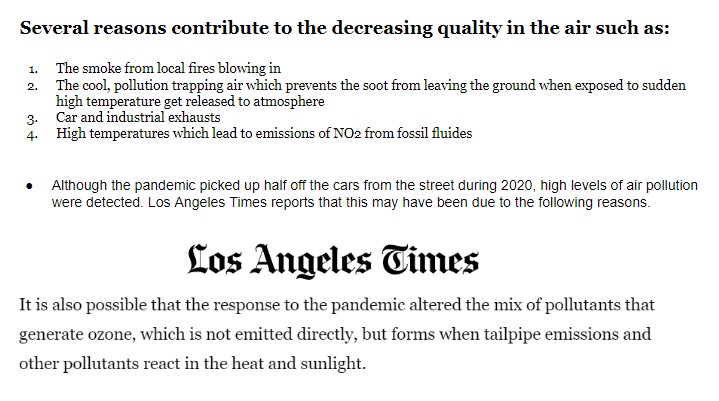 Several reasons contribute to the decreasing quality in the air such as:
1. The smoke from local fires blowing in
2. The cool, pollution trapping air which prevents the soot from leaving the ground when exposed to sudden
high temperature get released to atmosphere
3. Car and industrial exhausts
4. High temperatures which lead to emissions of NO2 from fossil fluides
● Although the pandemic picked up half off the cars from the street during 2020, high levels of air pollution
were detected. Los Angeles Times reports that this may have been due to the following reasons.
Los Angeles Times
It is also possible that the response to the pandemic altered the mix of pollutants that
generate ozone, which is not emitted directly, but forms when tailpipe emissions and
other pollutants react in the heat and sunlight.